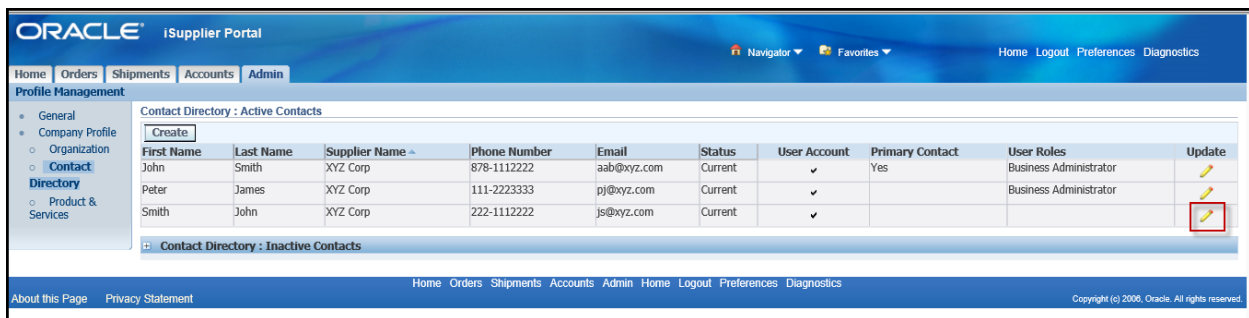 ORACLE® iSupplier Portal
Navigator Favorites Home Logout Preferences Diagnostics
Home Orders Shipments Accounts Admin
Profile Management
General
Company Profile
Organization
Contact
Directory
Product &
Services
Contact Directory : Active Contacts
Create
First Name Last Name Supplier Name Phone Number Email Status User Account Primary Contact User Roles Update
John Smith XYZ Corp 878-1112222 aab@xyz.com Current Yes Business Administrator
Peter James XYZ Corp 111-2223333 pj@xyz.com Current Business Administrator
Smith John XYZ Corp 222-1112222 js@xyz.com Current
Contact Directory : Inactive Contacts
Home Orders Shipments Accounts Admin Home Logout Preferences Diagnostics
About this Page Privacy Statement Copyright (c) 2006, Oracle. All rights reserved.